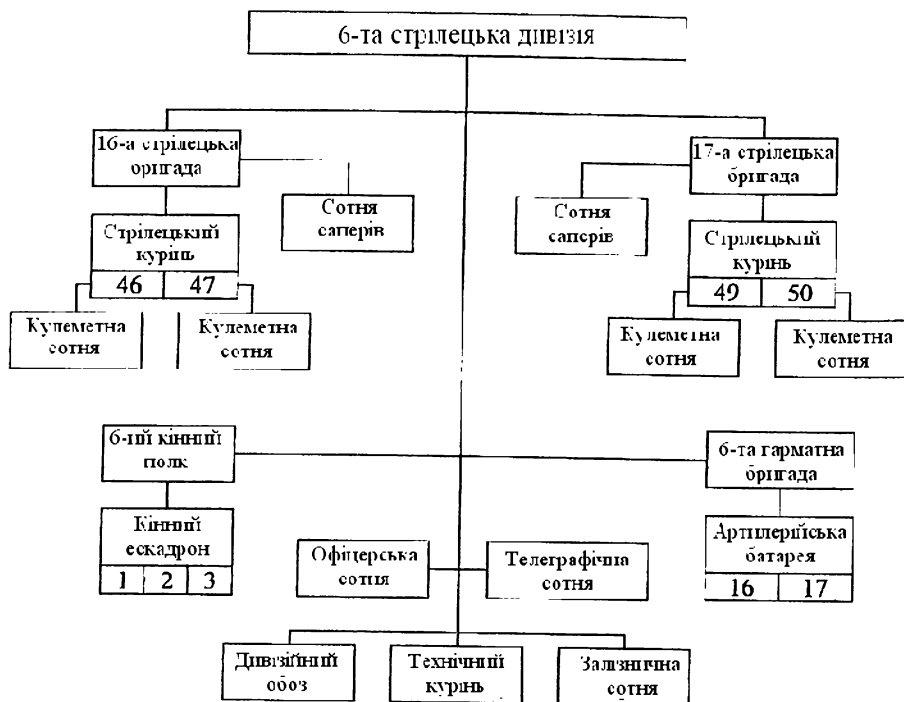 6-та стрілецька дивізія
16-а стрілецька
бригада
17-а стрілецька
бригада
Сотня
саперів
Сотня
саперів
Стрілецький
курінь
46 47
Стрілецький
курінь
49 50
Кулеметна
сотня
Кулеметна
сотня
Кулеметна
сотня
Кулеметна
сотня
6-ий кінний
полк
6-та гарматна
бригада
Кінний
ескадрон
1 2 3
Артилерійська
батарея
16 17
Офіцерська
сотня
Телеграфічна
сотня
Дивізійний
обоз
Технічний
курінь
Залізнична
сотня